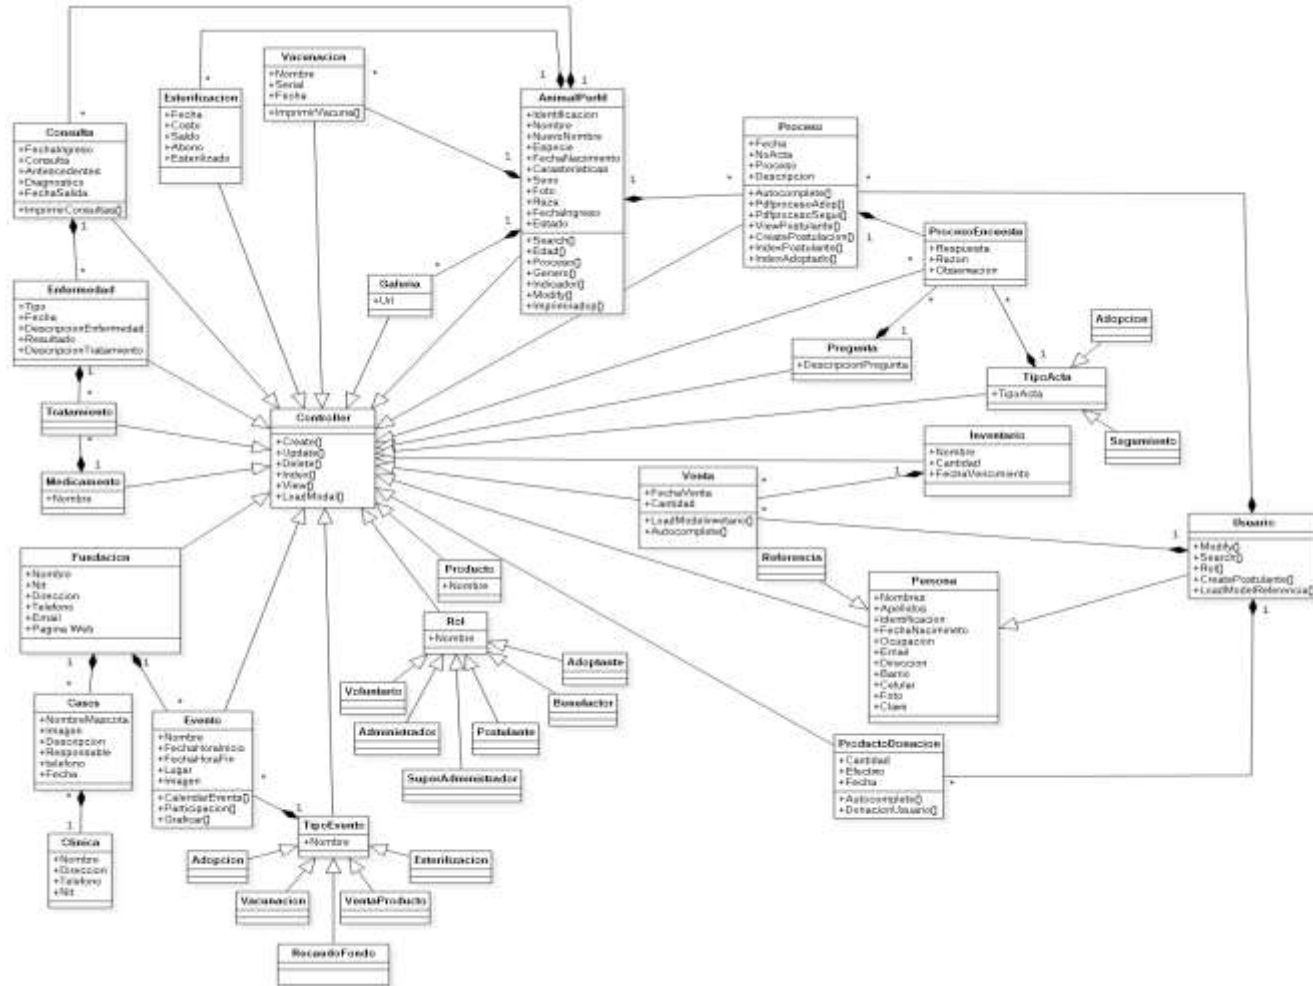 Vacunacion
+Nombre
+Serial
+Fecha
+ImprimirVacuna()
Esterilizacion
+Fecha
+Costo
+Saldo
+Abono
+Esterilizado
Consulta
+FechaIngreso
+Consulta
+Antecedentes
+Diagnostico
+FechaSalida
+ImprimirConsultas()
AnimalPerfil
+Identificacion
+Nombre
+NuevoNombre
+Especie
+FechaNacimiento
+Caracteristicas
+Sexo
+Foto
+Raza
+FechaIngreso
+Estado
+Search()
+Edad()
+Proceso()
+Genero()
+Indicador()
+Modify()
Proceso
+Fecha
+NoActa
+Proceso
+Descripcion
+Autocomplete()
+PdfprocesoAdop()
+PdfprocesoSegui()
+ViewPostulante()
+CreatePostulacion()
+IndexPostulante()
+IndexAdoptado()
ProcesoEncuesta
+Respuesta
+Razon
+Observacion
Galeria
+Url
Enfermedad
+Tipo
+Fecha
+DescripcionEnfermedad
+Resultado
+DescripcionTratamiento
Pregunta
+DescripcionPregunta
Adopcion
TipoActa
+TipoActa
Seguimiento
Tratamiento
Medicamento
+Nombre
Controller
+Create()
+Update()
+Delete()
+Index()
+View()
+LoadModal()
Inventario
+Nombre
+Cantidad
+FechaVencimiento
Venta
+FechaVenta
+Cantidad
+Autocomplete()
Usuario
+Modify()
+Search()
+Rol()
+CreatePostulante()
+LoadModelReferencia()
Referencia
Persona
+Nombres
+Apellidos
+Identificacion
+FechaNacimineto
+Ocupacion
+Email
+Direccion
+Barrio
+Celular
+Foto
+Clave
Fundacion
+Nombre
+Nit
+Direccion
+Telefono
+Email
+Pagina Web
Producto
+Nombre
Rol
+Nombre
Adoptante
Voluntario
Benefactor
Administrador
Postulante
SuperAdministrador
Casos
+NombreMascota
+Imagen
+Descripcion
+Responsable
+telefono
+Fecha
Evento
+Nombre
+FechaHoraInicio
+FechaHoraFin
+Lugar
+Imagen
+CalendarEvento()
+Participacion()
+Graficar()
ProductoDonacion
+Cantidad
+Efectivo
+Fecha
+Autocomplete()
+DonacionUsuario()
Clinica
+Nombre
+Direccion
+Telefono
+Nit
TipoEvento
+Nombre
Adopcion
Esterilizacion
Vacunacion
VentaProducto
RecaudoFondo